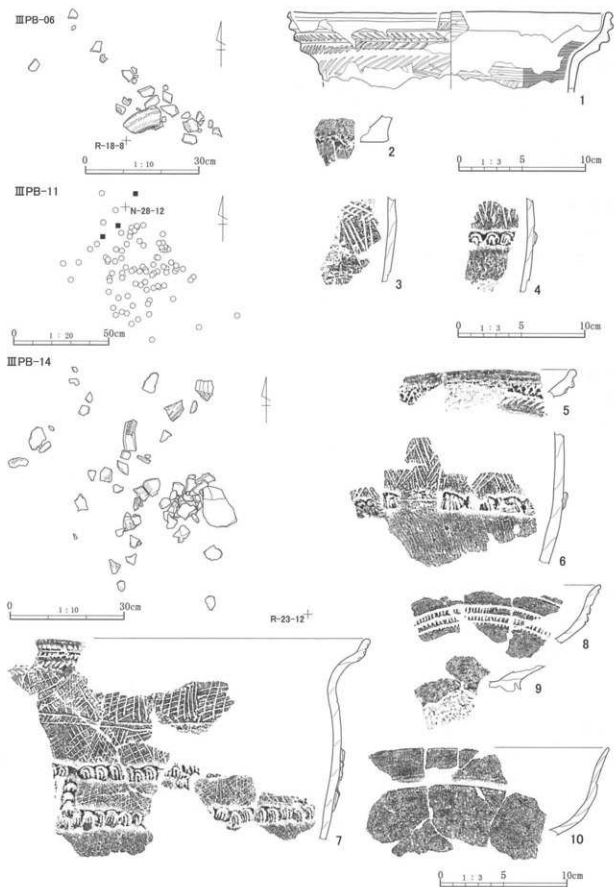 ⅢPB-06
R-18-8
0 1 : 10 30cm
1
2
0 1 : 3 5 10cm
ⅢPB-11
N-28-12
0 1 : 20 50cm
3
4
0 1 : 3 5 10cm
ⅢPB-14
0 1 : 10 30cm
R-23-12
5
6
7
8
9
10
0 1 : 3 5 10cm